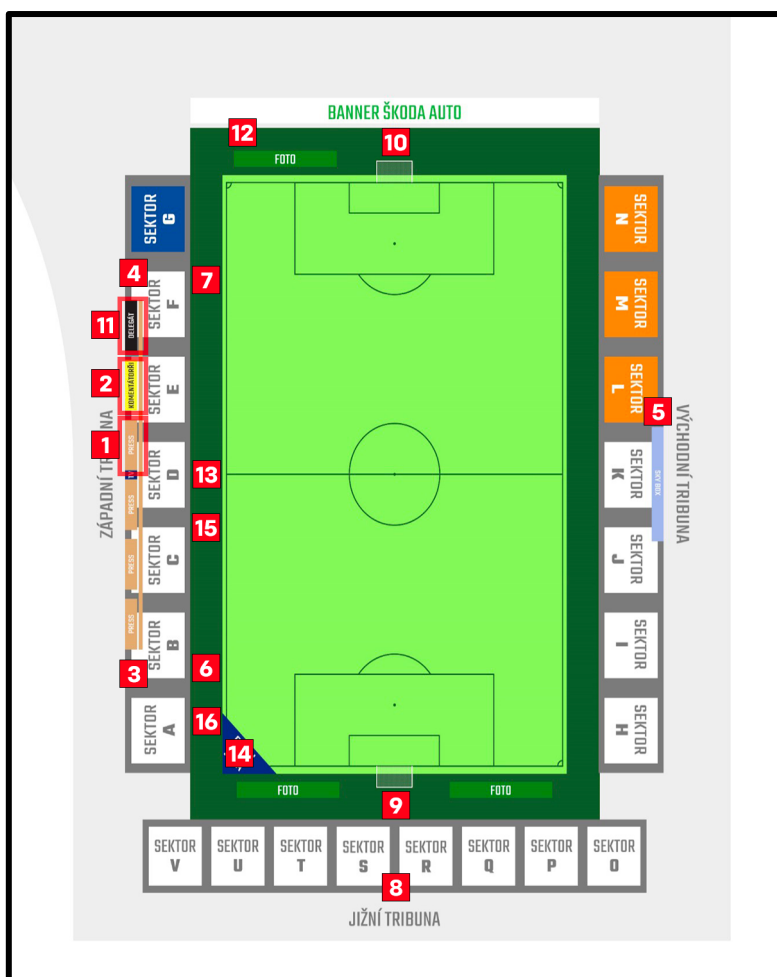 BANNER ŠKODA AUTO
12
10
FOTO
SEKTOR
G
SEKTOR
N
4
7
SEKTOR
F
SEKTOR
M
11
DELEGÁT
2
KOMENTÁTOŘI
SEKTOR
E
SEKTOR
L
5
1
PRESS
ZÁPADNÍ TRIBUNA
SEKTOR
D
13
SEKTOR
K
SKY BOX
VÝCHODNÍ TRIBUNA
PRESS
15
PRESS
SEKTOR
C
SEKTOR
J
PRESS
SEKTOR
B
3
6
SEKTOR
I
SEKTOR
A
16
14
SEKTOR
H
FOTO
FOTO
9
SEKTOR
V
SEKTOR
U
SEKTOR
T
SEKTOR
S
SEKTOR
R
SEKTOR
Q
SEKTOR
P
SEKTOR
O
8
JIŽNÍ TRIBUNA